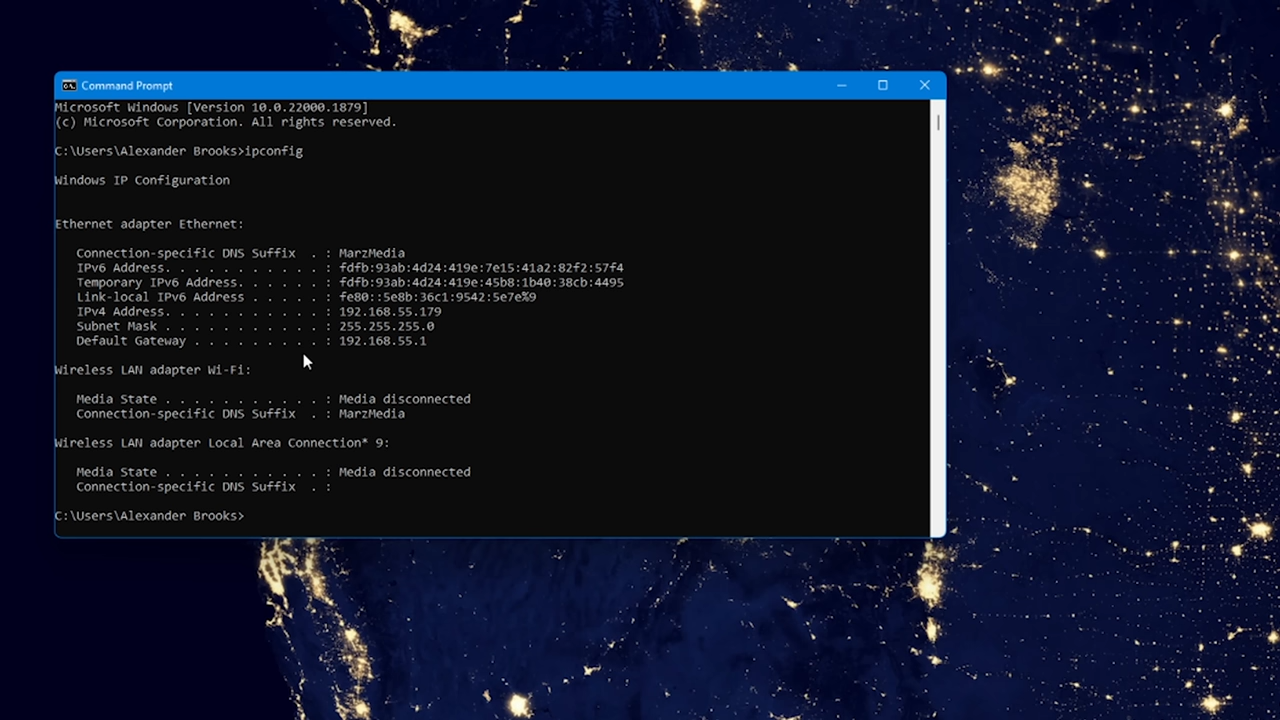 Command Prompt
Microsoft Windows [Version 10.0.22000.1879]
(c) Microsoft Corporation. All rights reserved.
C:\Users\Alexander Brooks>ipconfig
Windows IP Configuration
Ethernet adapter Ethernet:
Connection-specific DNS Suffix . : MarzMedia
IPv6 Address. . . . . . . . . . . : fdfb:93ab:4d24:419e:7e15:41a2:82f2:57f4
Temporary IPv6 Address. . . . . . : fdfb:93ab:4d24:419e:45b8:1b40:38cb:4495
Link-local IPv6 Address . . . . . : fe80::5e8b:36c1:9542:5e7e%9
IPv4 Address. . . . . . . . . . . : 192.168.55.179
Subnet Mask . . . . . . . . . . . : 255.255.255.0
Default Gateway . . . . . . . . . : 192.168.55.1
Wireless LAN adapter Wi-Fi:
Media State . . . . . . . . . . . : Media disconnected
Connection-specific DNS Suffix . : MarzMedia
Wireless LAN adapter Local Area Connection* 9:
Media State . . . . . . . . . . . : Media disconnected
Connection-specific DNS Suffix . :
C:\Users\Alexander Brooks>